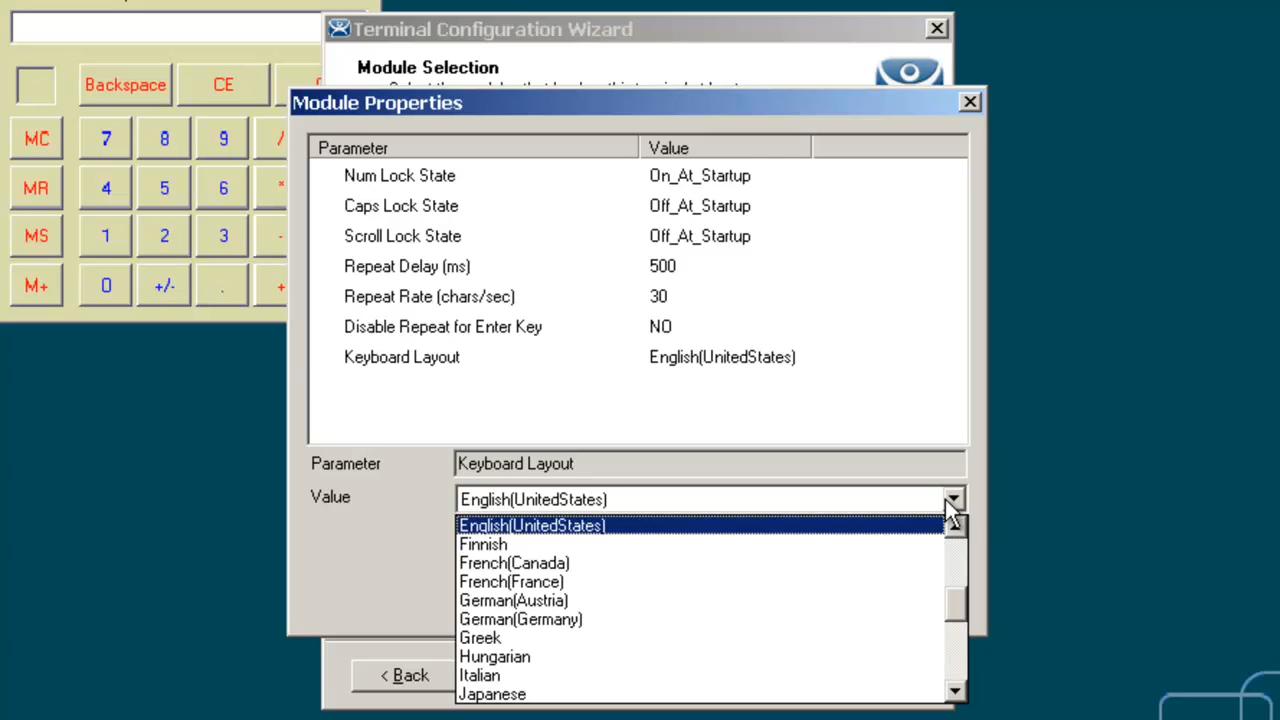 Terminal Configuration Wizard
Module Selection
Module Properties
Backspace CE
MC 7 8 9 /
MR 4 5 6 *
MS 1 2 3 -
M+ 0 +/- . +
Parameter Value
Num Lock State On_At_Startup
Caps Lock State Off_At_Startup
Scroll Lock State Off_At_Startup
Repeat Delay (ms) 500
Repeat Rate (chars/sec) 30
Disable Repeat for Enter Key NO
Keyboard Layout English(UnitedStates)
Parameter Keyboard Layout
Value English(UnitedStates)
English(UnitedStates)
Finnish
French(Canada)
French(France)
German(Austria)
German(Germany)
Greek
Hungarian
Italian
Japanese
< Back